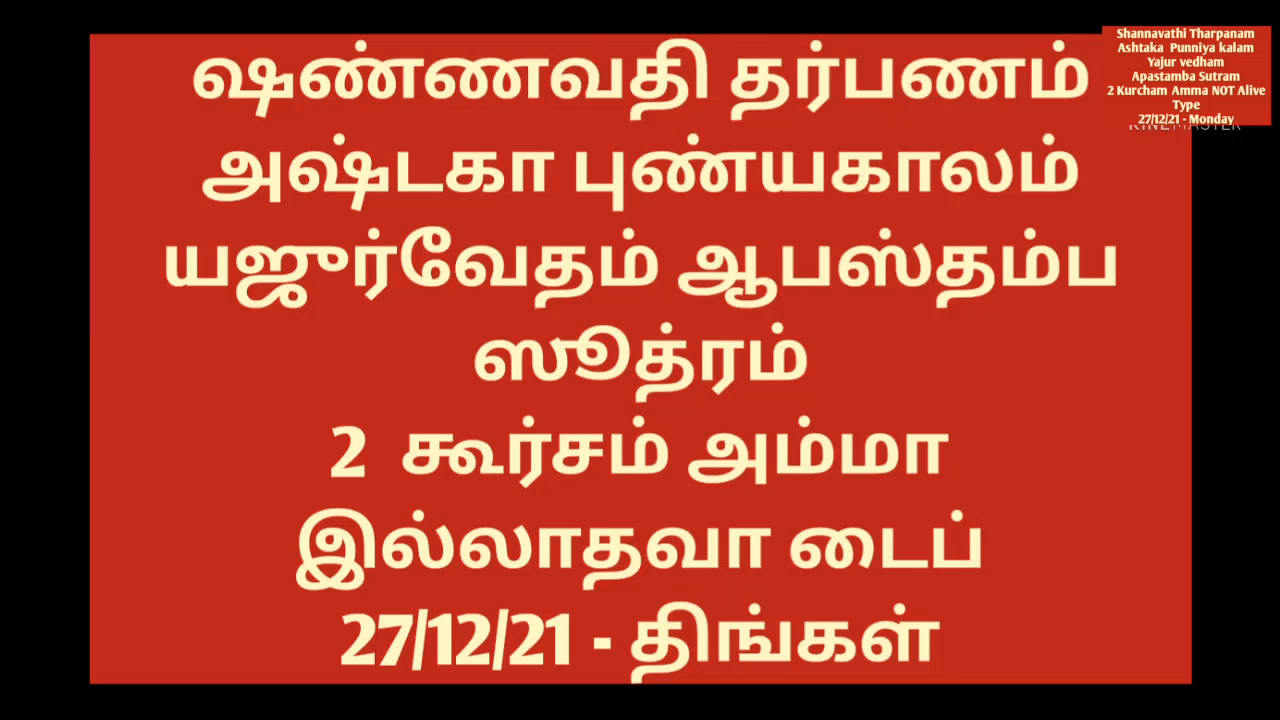 ஷண்ணவதி தர்பணம்
அஷ்டகா புண்யகாலம்
யஜுர்வேதம் ஆபஸ்தம்ப
ஸூத்ரம்
2 கூர்சம் அம்மா
இல்லாதவா டைப்
27/12/21 - திங்கள்
Shannavathi Tharpanam
Ashtaka Punniya kalam
Yajur vedham
Apastamba Sutram
2 Kurcham Amma NOT Alive
Type
27/12/21 - Monday
KINEMASTER